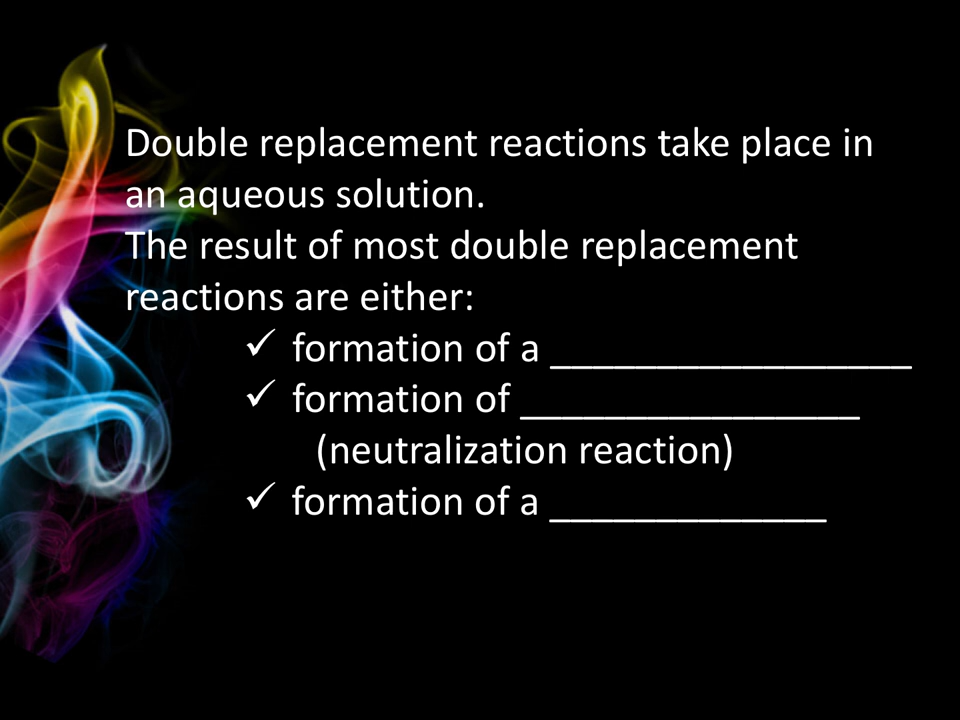 Double replacement reactions take place in
an aqueous solution.
The result of most double replacement
reactions are either:
✓ formation of a _________________
✓ formation of ________________
(neutralization reaction)
✓ formation of a _____________